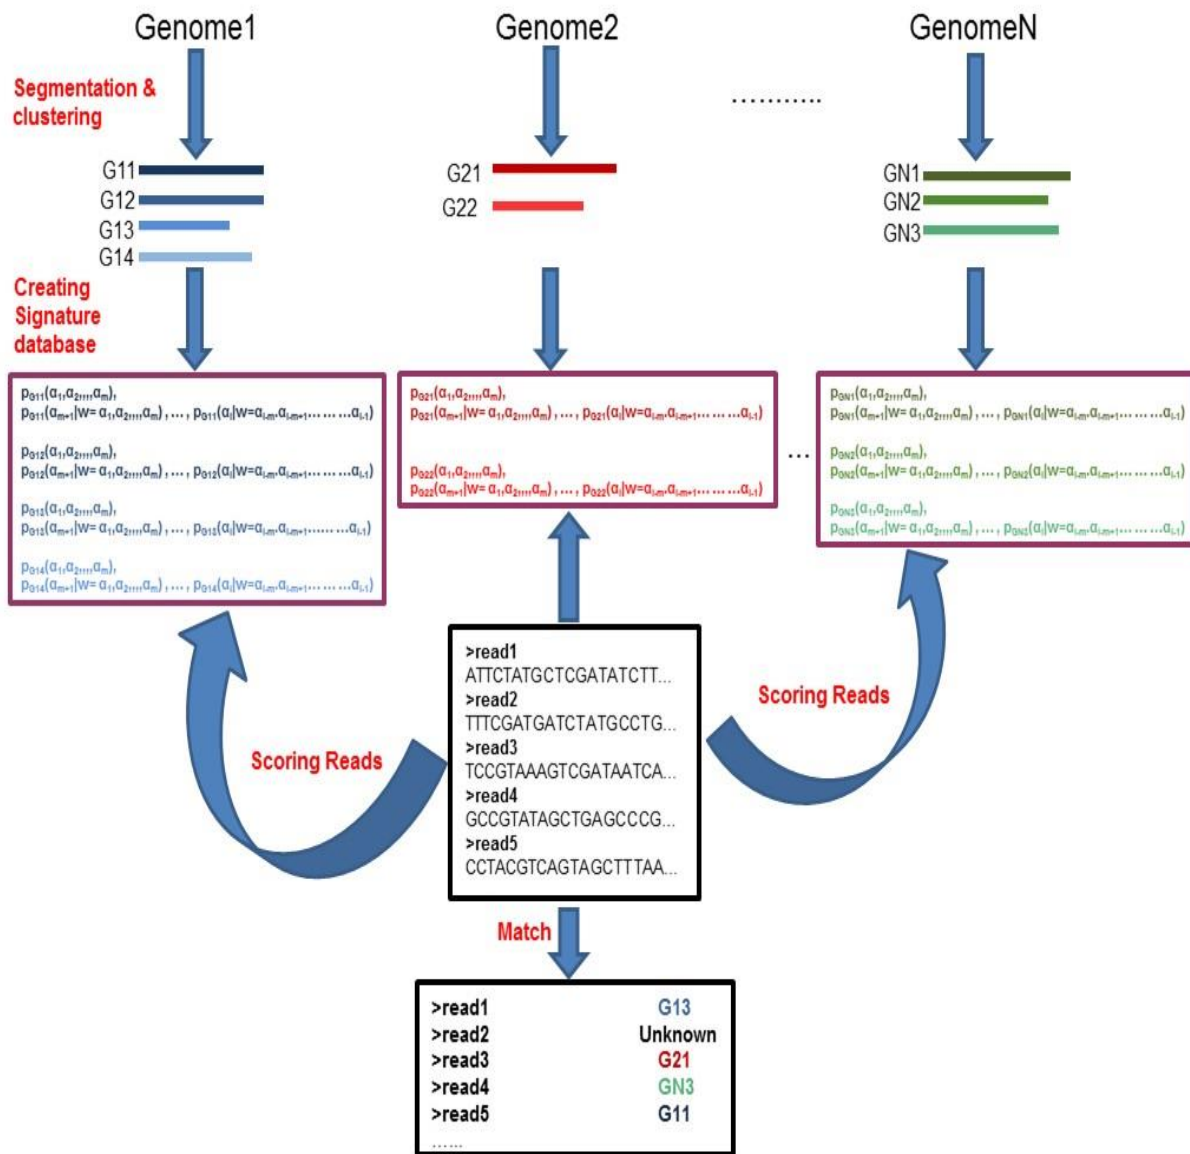 Genome1
Genome2
GenomeN
Segmentation &
clustering
...........
G11
G12
G13
G14
G21
G22
GN1
GN2
GN3
Creating
Signature
database
pG11(α1,α2,,,,αm),
pG11(αm+1|w= α1,α2,,,,αm) , ... , pG11(αi|w=αi-m.αi-m+1.... ... ...αi-1)
pG12(α1,α2,,,,αm),
pG12(αm+1|w= α1,α2,,,,αm) , ... , pG12(αi|w=αi-m.αi-m+1.... ... ...αi-1)
pG13(α1,α2,,,,αm),
pG13(αm+1|w= α1,α2,,,,αm) , ... , pG13(αi|w=αi-m.αi-m+1.... ... ...αi-1)
pG14(α1,α2,,,,αm),
pG14(αm+1|w= α1,α2,,,,αm) , ... , pG14(αi|w=αi-m.αi-m+1.... ... ...αi-1)
pG21(α1,α2,,,,αm),
pG21(αm+1|w= α1,α2,,,,αm) , ... , pG21(αi|w=αi-m.αi-m+1.... ... ...αi-1)
pG22(α1,α2,,,,αm),
pG22(αm+1|w= α1,α2,,,,αm) , ... , pG22(αi|w=αi-m.αi-m+1.... ... ...αi-1)
...
pGN1(α1,α2,,,,αm),
pGN1(αm+1|w= α1,α2,,,,αm) , ... , pGN1(αi|w=αi-m.αi-m+1.... ... ...αi-1)
pGN2(α1,α2,,,,αm),
pGN2(αm+1|w= α1,α2,,,,αm) , ... , pGN2(αi|w=αi-m.αi-m+1.... ... ...αi-1)
pGN3(α1,α2,,,,αm),
pGN3(αm+1|w= α1,α2,,,,αm) , ... , pGN3(αi|w=αi-m.αi-m+1.... ... ...αi-1)
>read1
ATTCTATGCTCGATATCTT...
>read2
TTTCGATGATCTATGCCTG...
>read3
TCCGTAAAGTCGATAATCA...
>read4
GCCGTATAGCTGAGCCCG...
>read5
CCTACGTCAGTAGCTTTAA...
Scoring Reads
Scoring Reads
Match
>read1 G13
>read2 Unknown
>read3 G21
>read4 GN3
>read5 G11
......